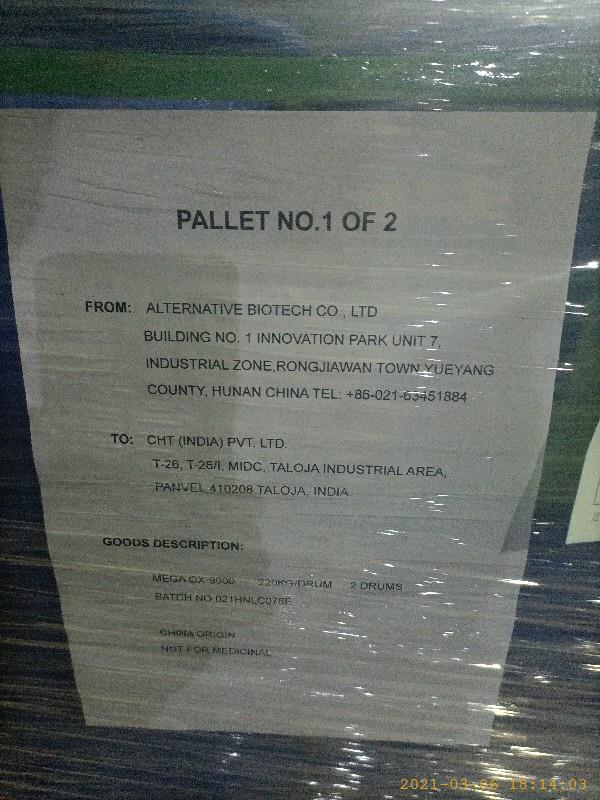 PALLET NO.1 OF 2
FROM: ALTERNATIVE BIOTECH CO., LTD
BUILDING NO. 1 INNOVATION PARK UNIT 7,
INDUSTRIAL ZONE,RONGJIAWAN TOWN YUEYANG
COUNTY, HUNAN CHINA TEL: +86-021-63451884
TO: CHT (INDIA) PVT. LTD.
T-26, T-26/I, MIDC, TALOJA INDUSTRIAL AREA,
PANVEL 410208 TALOJA, INDIA.
GOODS DESCRIPTION:
MEGA OX-9000 220KG/DRUM 2 DRUMS
BATCH NO
CHINA ORIGIN
NOT FOR MEDICINAL
2021-03-06 18:14:03